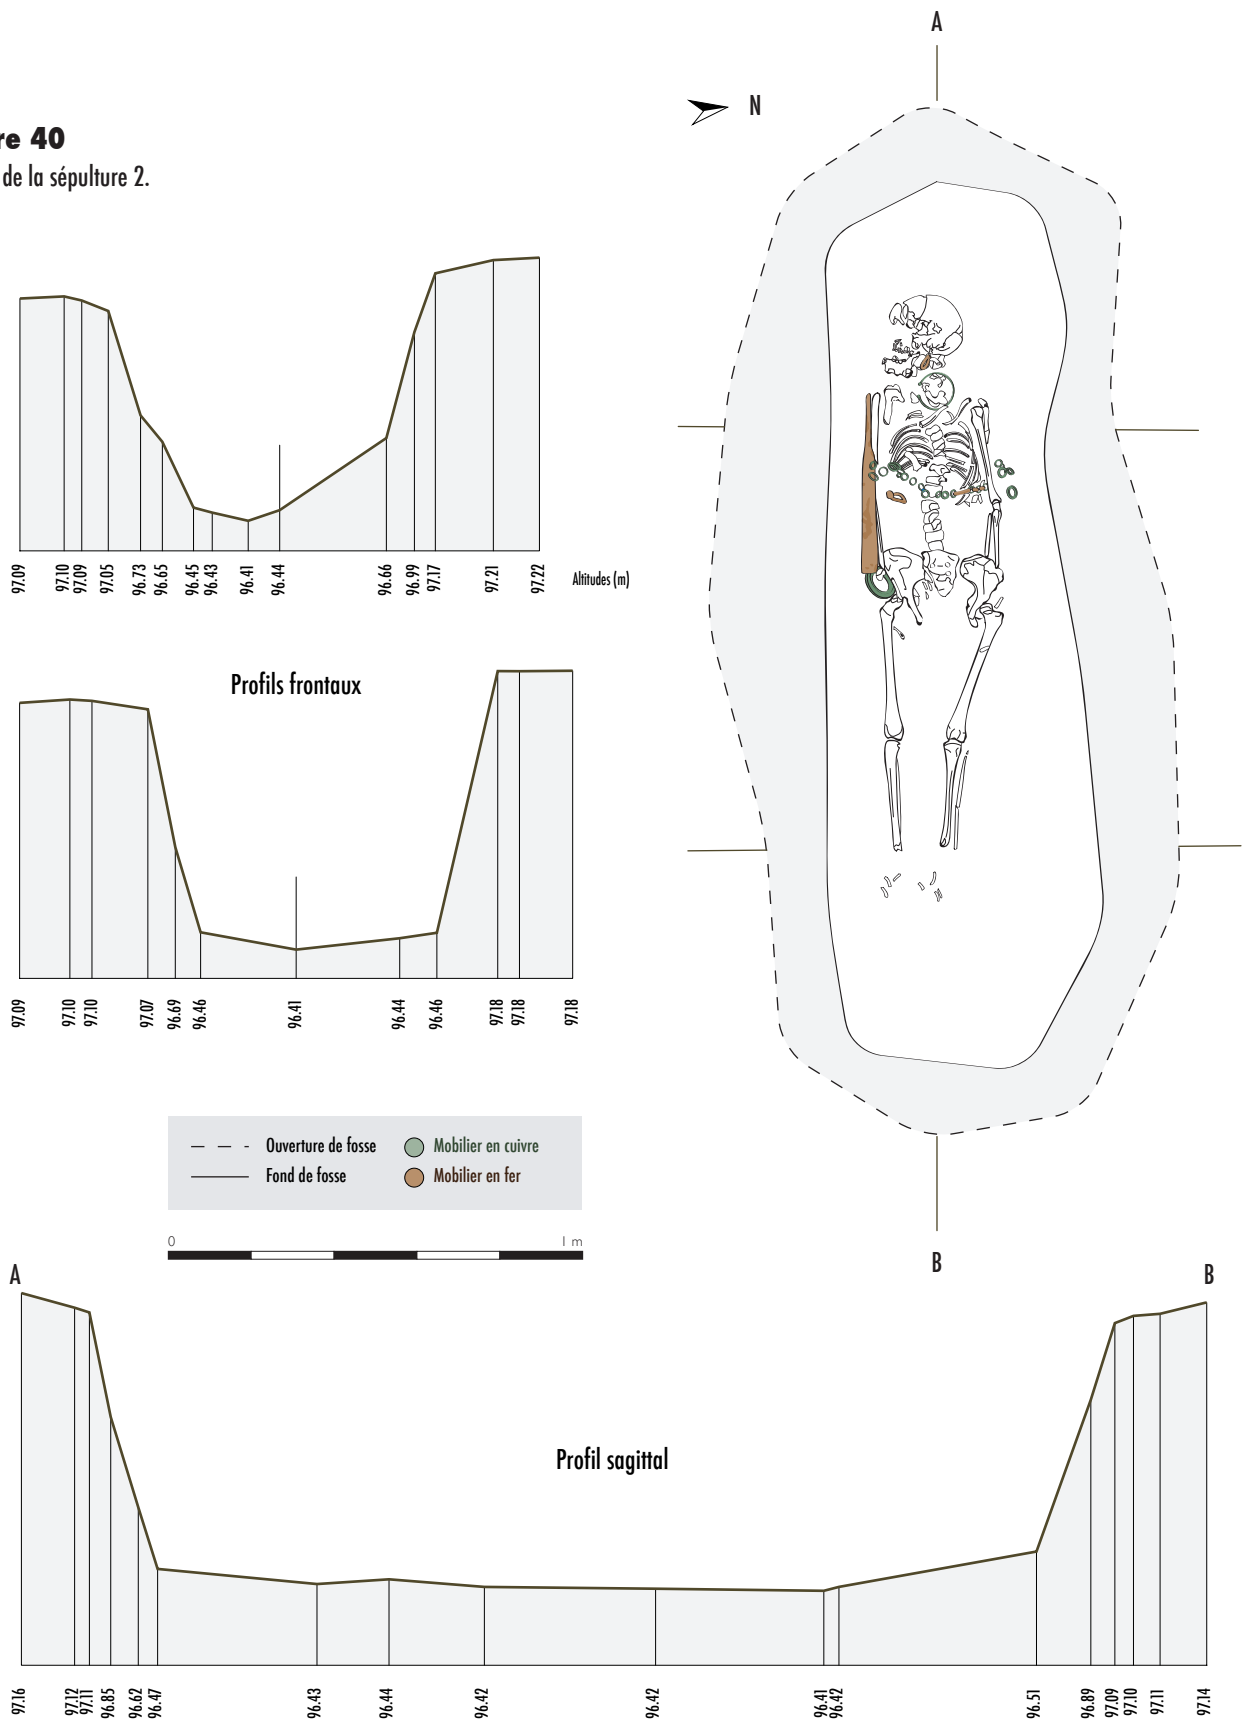 re 40
de la sépulture 2.
A
N
97.09 97.10 97.09 97.05 96.73 96.65 96.45 96.43 96.41 96.44 96.66 96.99 97.17 97.21 97.22 Altitudes (m)
Profils frontaux
97.09 97.10 97.10 97.07 96.69 96.46 96.41 96.44 96.46 97.18 97.18 97.18
Ouverture de fosse Mobilier en cuivre
Fond de fosse Mobilier en fer
0 1 m
B
A B
Profil sagittal
97.16 97.12 97.11 96.85 96.62 96.47 96.43 96.44 96.42 96.42 96.41 96.42 96.51 96.89 97.09 97.10 97.11 97.14